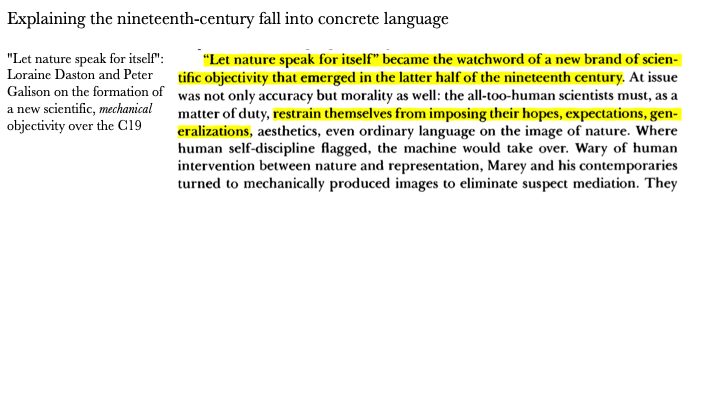 Explaining the nineteenth-century fall into concrete language
"Let nature speak for itself":
Loraine Daston and Peter
Galison on the formation of
a new scientific, mechanical
objectivity over the C19
“Let nature speak for itself” became the watchword of a new brand of scien-
tific objectivity that emerged in the latter half of the nineteenth century. At issue
was not only accuracy but morality as well: the all-too-human scientists must, as a
matter of duty, restrain themselves from imposing their hopes, expectations, gen-
eralizations, aesthetics, even ordinary language on the image of nature. Where
human self-discipline flagged, the machine would take over. Wary of human
intervention between nature and representation, Marey and his contemporaries
turned to mechanically produced images to eliminate suspect mediation. They